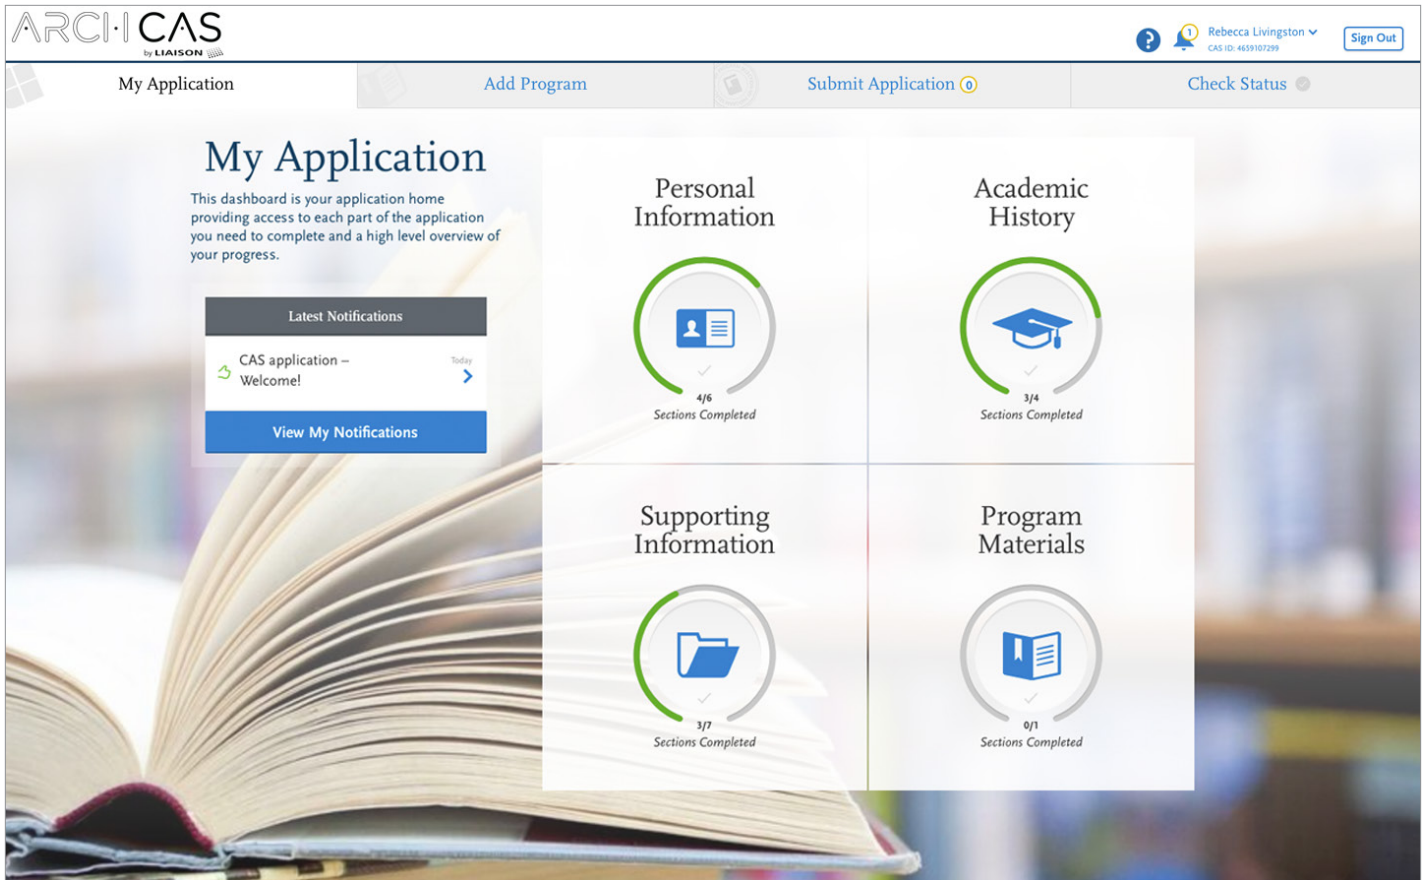 ARCH CAS
by LIAISON
?
1
Rebecca Livingston
CAS ID: 4659107299
Sign Out
My Application
Add Program
Submit Application 0
Check Status
My Application
This dashboard is your application home
providing access to each part of the application
you need to complete and a high level overview of
your progress.
Latest Notifications
CAS application –
Welcome!
Today
View My Notifications
Personal
Information
4/6
Sections Completed
Academic
History
3/4
Sections Completed
Supporting
Information
3/7
Sections Completed
Program
Materials
0/1
Sections Completed